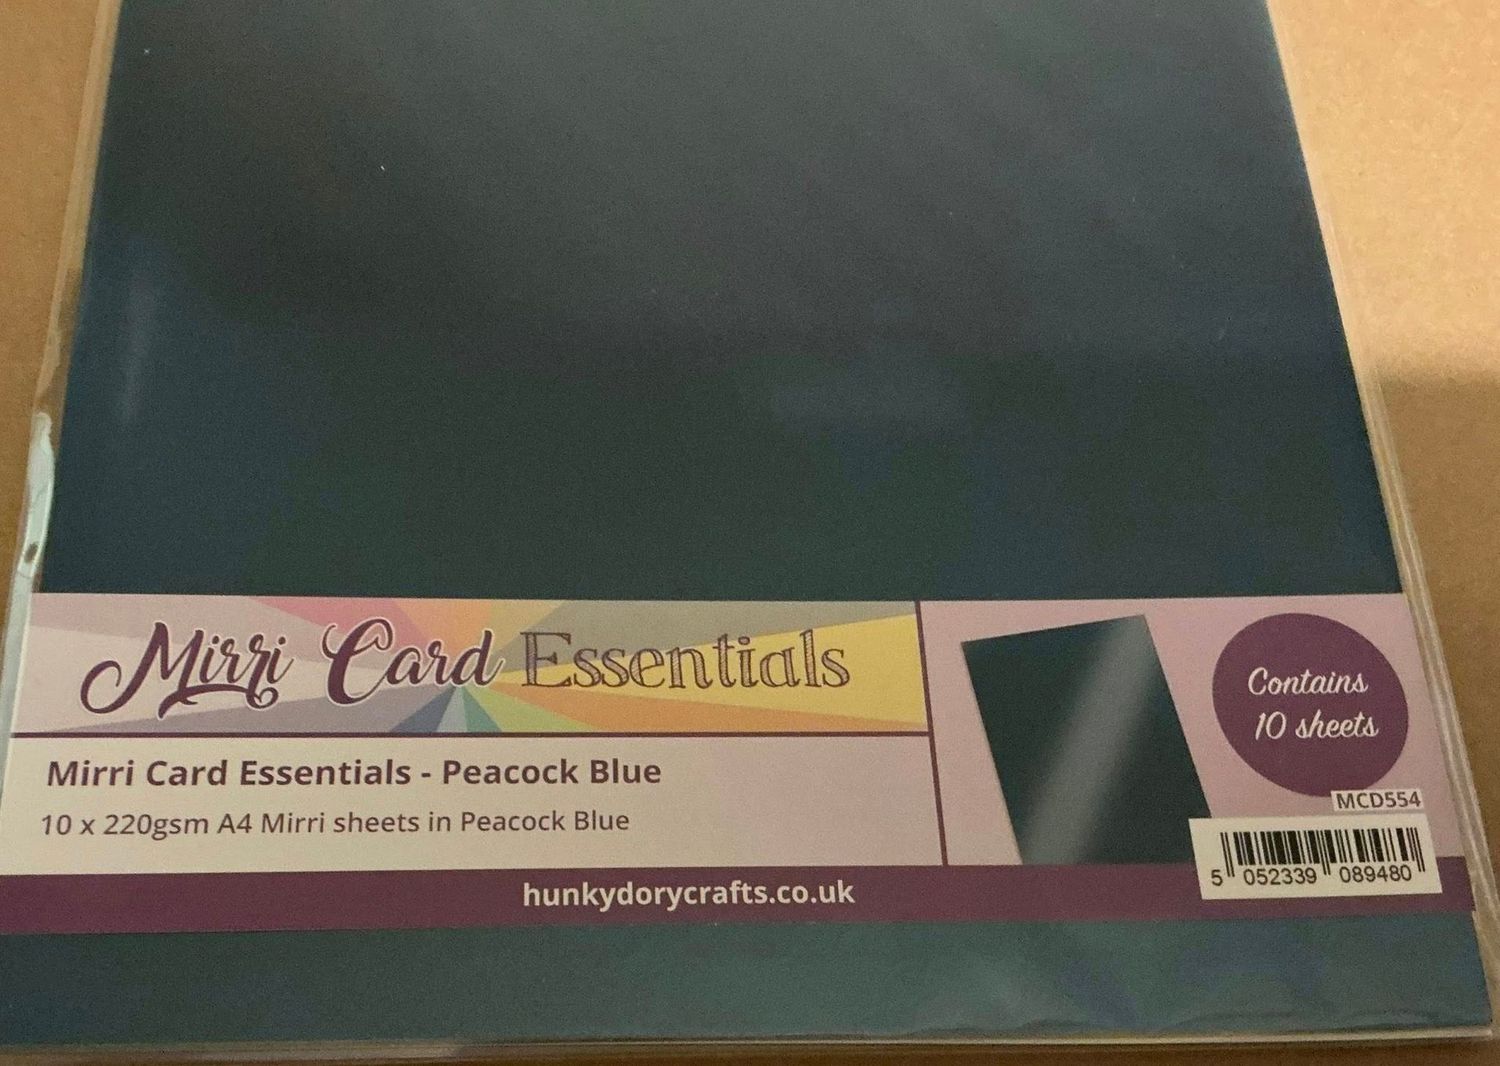 Mirri Card Essentials
Contains
10 sheets
Mirri Card Essentials - Peacock Blue
10 x 220gsm A4 Mirri sheets in Peacock Blue
MCD554
5 052339 089480
hunkydorycrafts.co.uk